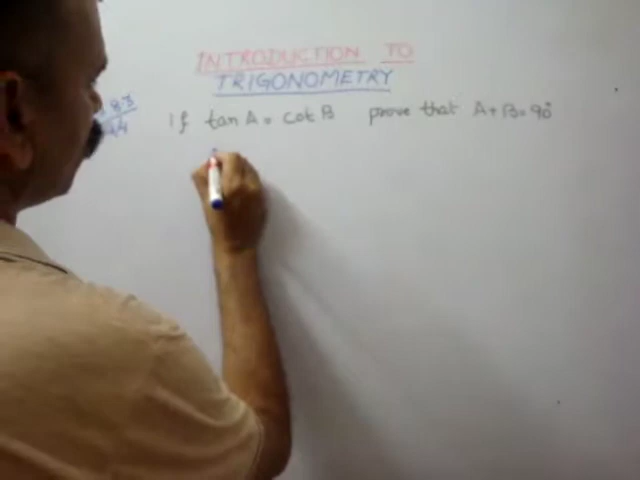 INTRODUCTION TO
TRIGONOMETRY
If tan A = cot B prove that A + B = 90°